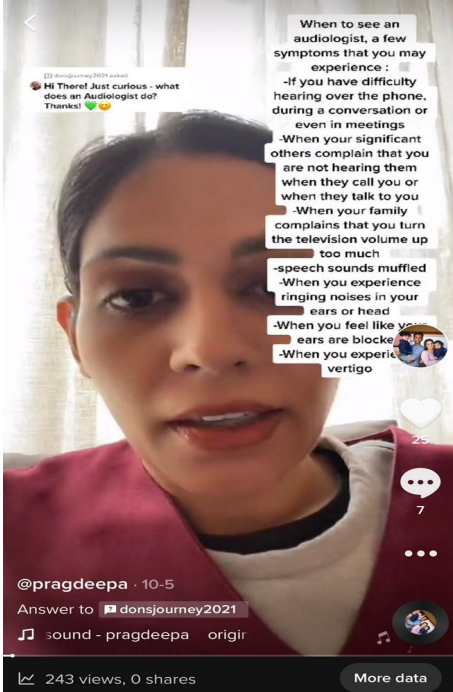 donsjourney2021 asked
Hi There! Just curious - what
does an Audiologist do?
Thanks! 💚😊
When to see an
audiologist, a few
symptoms that you may
experience :
-If you have difficulty
hearing over the phone,
during a conversation or
even in meetings
-When your significant
others complain that you
are not hearing them
when they call you or
when they talk to you
-When your family
complains that you turn
the television volume up
too much
-speech sounds muffled
-When you experience
ringing noises in your
ears or head
-When you feel like
ears are
-When you
vertigo
25
7
@pragdeepa · 10-5
Answer to donsjourney2021
sound - pragdeepa
243 views, 0 shares
More data